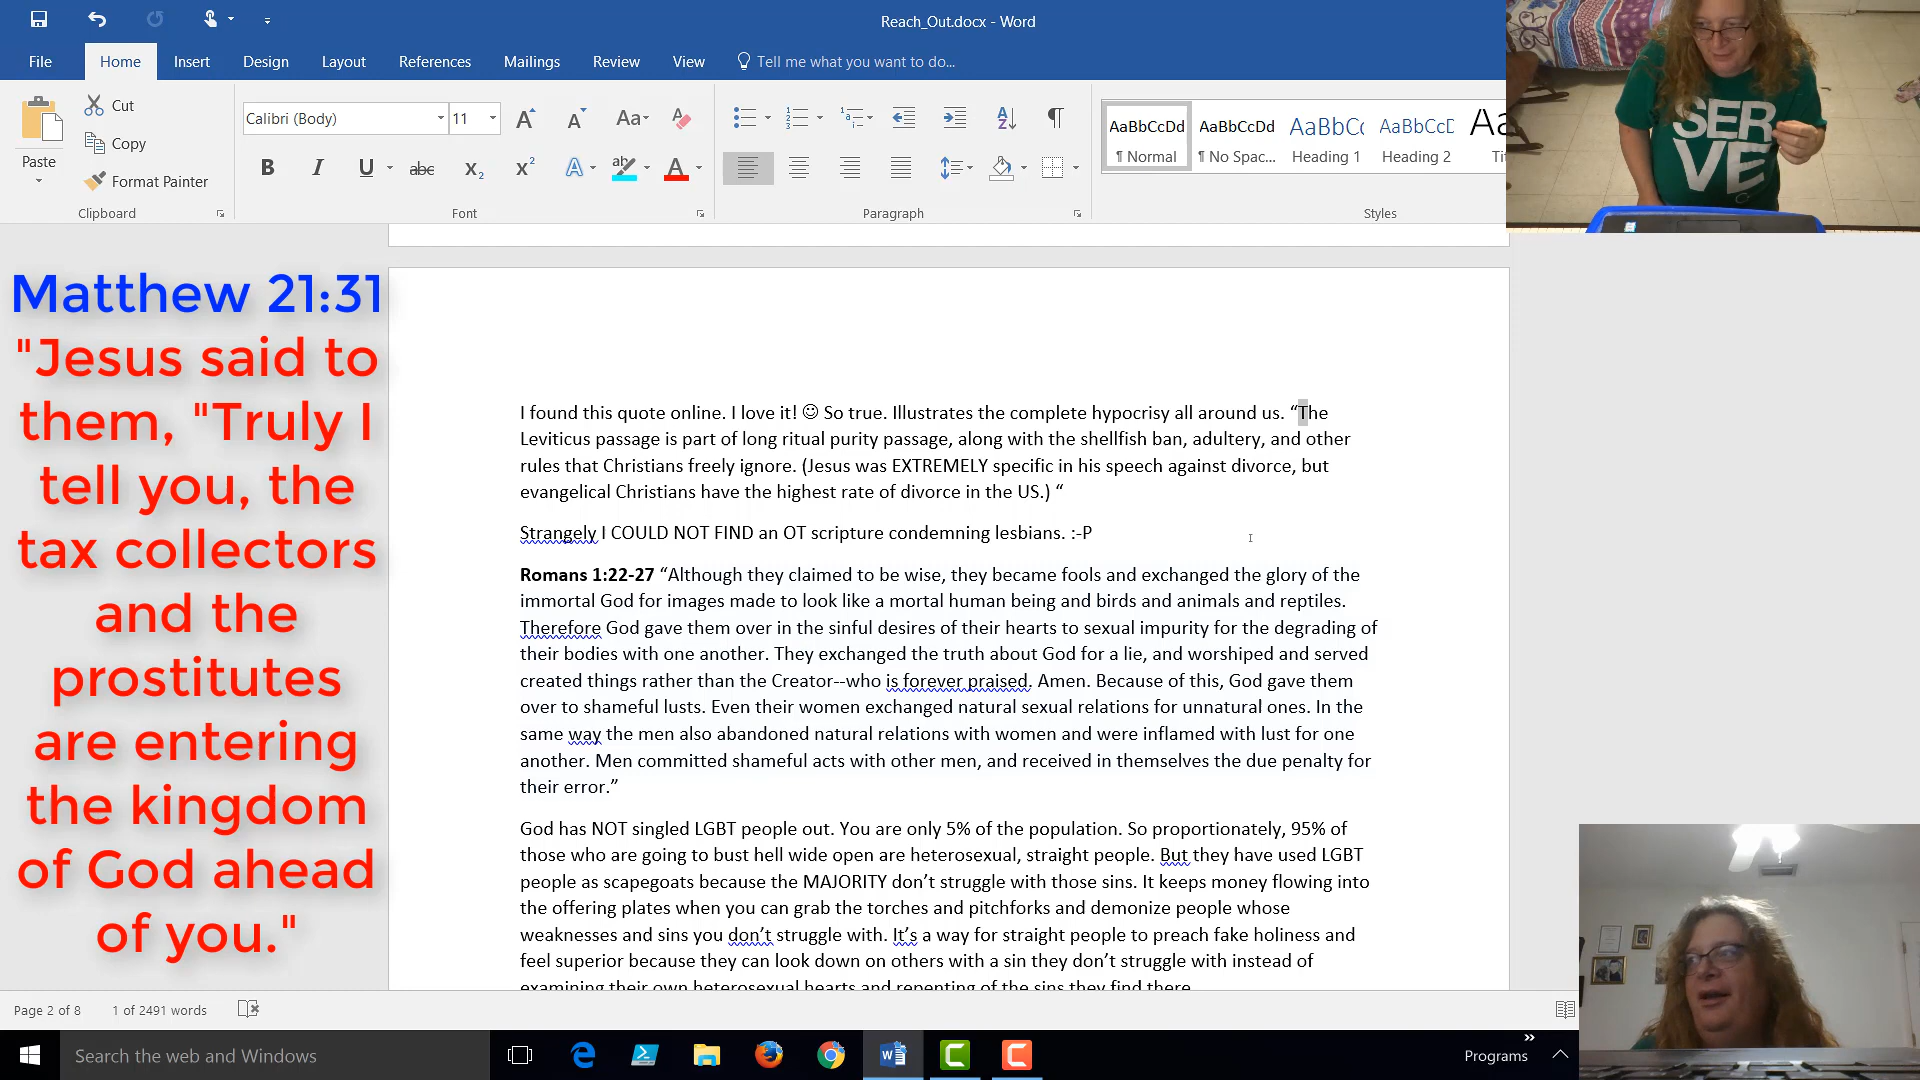 Reach_Out.docx - Word
File
Home
Insert
Design
Layout
References
Mailings
Review
View
Tell me what you want to do...
Paste
Cut
Copy
Format Painter
Clipboard
Calibri (Body)
11
Font
Paragraph
AaBbCcDd
¶ Normal
AaBbCcDd
¶ No Spac...
AaBbCc
Heading 1
AaBbCcD
Heading 2
Styles
SER
VE
Matthew 21:31
"Jesus said to
them, "Truly I
tell you, the
tax collectors
and the
prostitutes
are entering
the kingdom
of God ahead
of you."
I found this quote online. I love it! ☺ So true. Illustrates the complete hypocrisy all around us. “The
Leviticus passage is part of long ritual purity passage, along with the shellfish ban, adultery, and other
rules that Christians freely ignore. (Jesus was EXTREMELY specific in his speech against divorce, but
evangelical Christians have the highest rate of divorce in the US.) “
Strangely I COULD NOT FIND an OT scripture condemning lesbians. :-P
Romans 1:22-27 “Although they claimed to be wise, they became fools and exchanged the glory of the
immortal God for images made to look like a mortal human being and birds and animals and reptiles.
Therefore God gave them over in the sinful desires of their hearts to sexual impurity for the degrading of
their bodies with one another. They exchanged the truth about God for a lie, and worshiped and served
created things rather than the Creator--who is forever praised. Amen. Because of this, God gave them
over to shameful lusts. Even their women exchanged natural sexual relations for unnatural ones. In the
same way the men also abandoned natural relations with women and were inflamed with lust for one
another. Men committed shameful acts with other men, and received in themselves the due penalty for
their error.”
God has NOT singled LGBT people out. You are only 5% of the population. So proportionately, 95% of
those who are going to bust hell wide open are heterosexual, straight people. But they have used LGBT
people as scapegoats because the MAJORITY don’t struggle with those sins. It keeps money flowing into
the offering plates when you can grab the torches and pitchforks and demonize people whose
weaknesses and sins you don’t struggle with. It’s a way for straight people to preach fake holiness and
feel superior because they can look down on others with a sin they don’t struggle with instead of
examining their own heterosexual hearts and repenting of the sins they find there.
Page 2 of 8
1 of 2491 words
Search the web and Windows
Programs